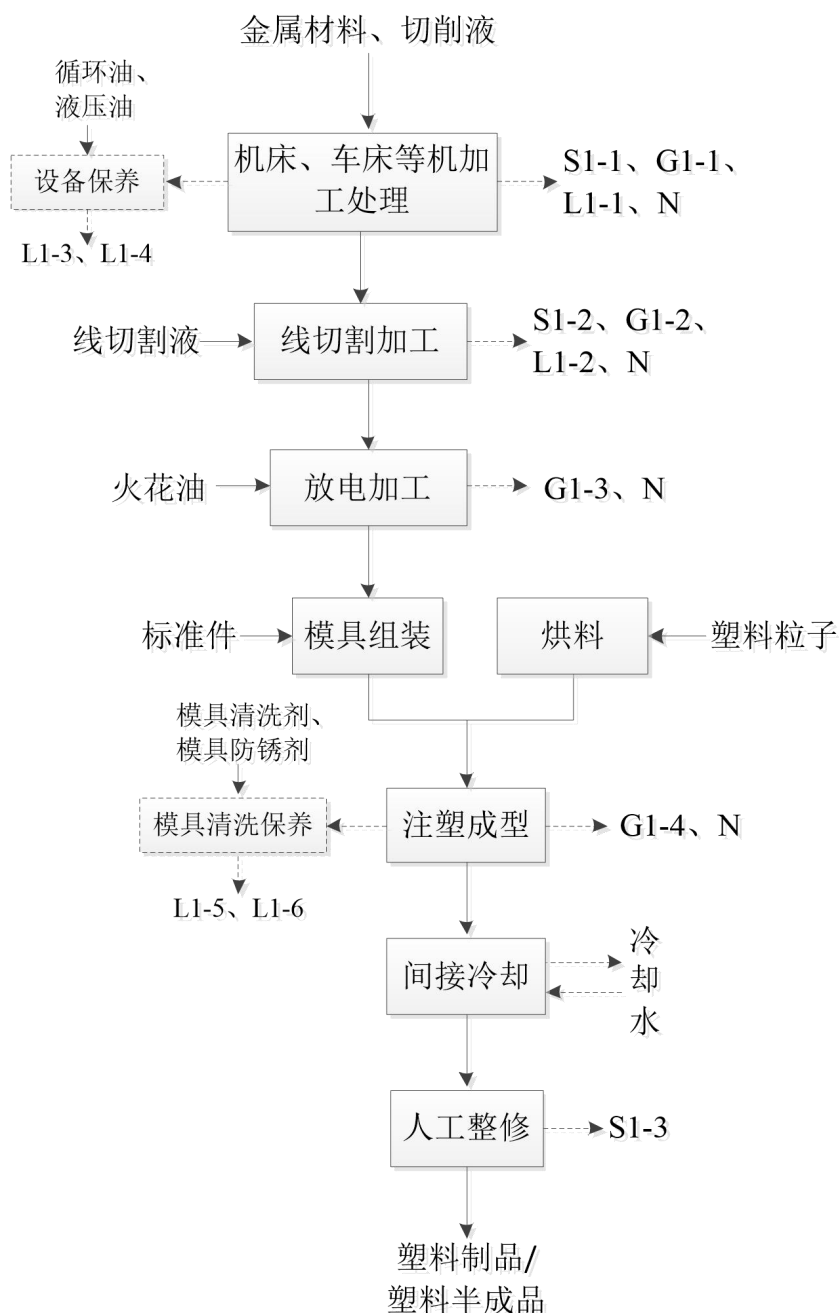 金属材料、切削液
循环油、
液压油
机床、车床等机加
工处理
设备保养
S1-1、G1-1、
L1-1、N
L1-3、L1-4
线切割液
线切割加工
S1-2、G1-2、
L1-2、N
火花油
放电加工
G1-3、N
标准件
模具组装
烘料
塑料粒子
模具清洗剂、
模具防锈剂
模具清洗保养
注塑成型
G1-4、N
L1-5、L1-6
间接冷却
冷
却
水
人工整修
S1-3
塑料制品/
塑料半成品